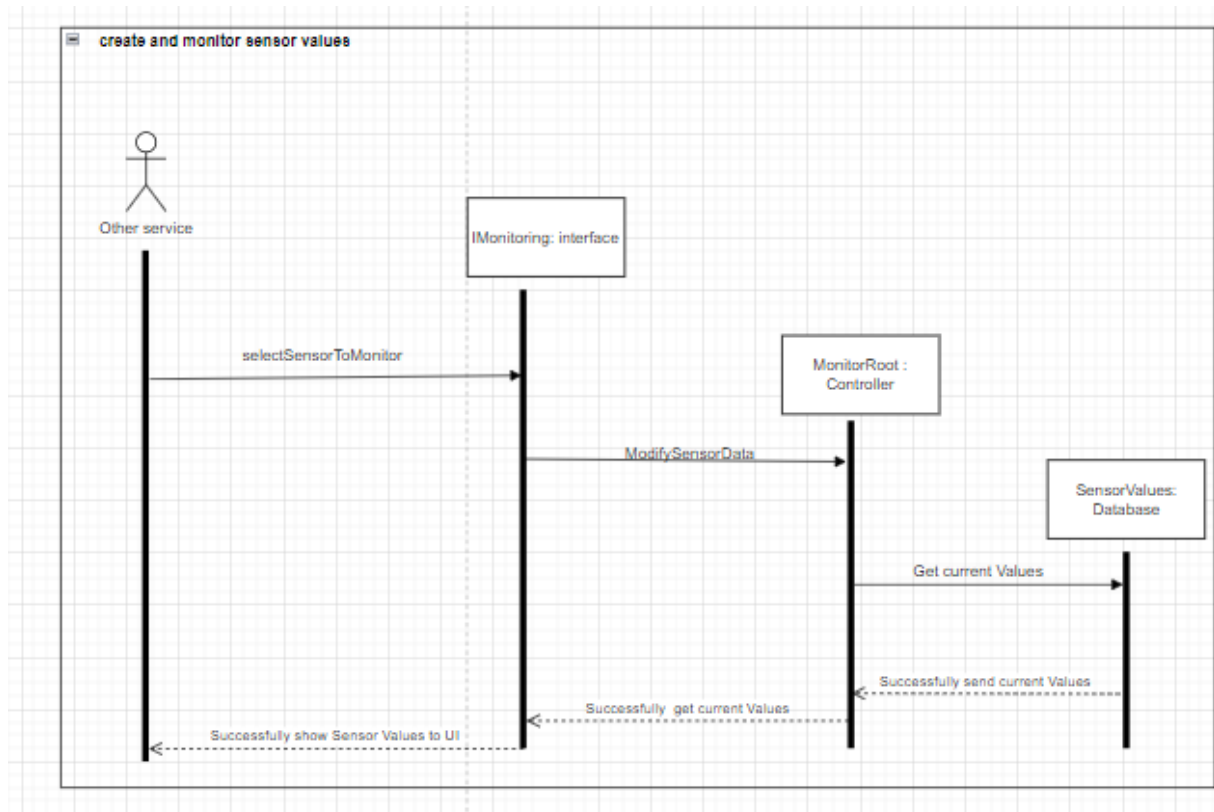 create and monitor sensor values
Other service
IMonitoring: interface
selectSensorToMonitor
MonitorRoot :
Controller
ModifySensorData
SensorValues:
Database
Get current Values
Successfully send current Values
Successfully get current Values
Successfully show Sensor Values to UI